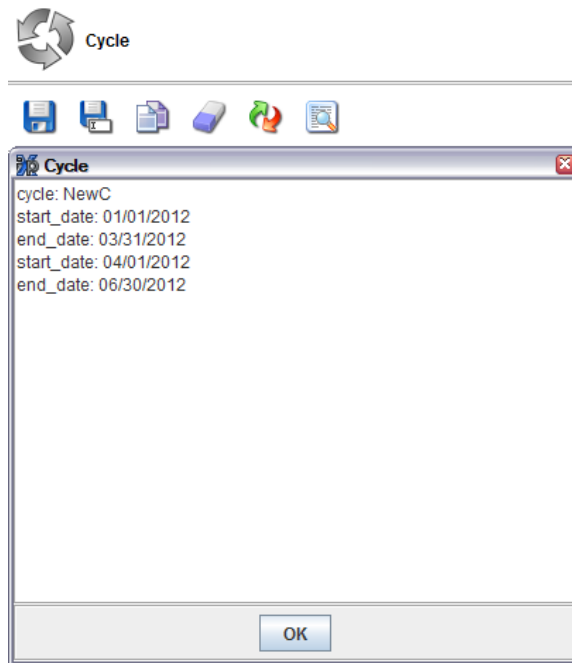 Cycle
Cycle
cycle: NewC
start_date: 01/01/2012
end_date: 03/31/2012
start_date: 04/01/2012
end_date: 06/30/2012
OK